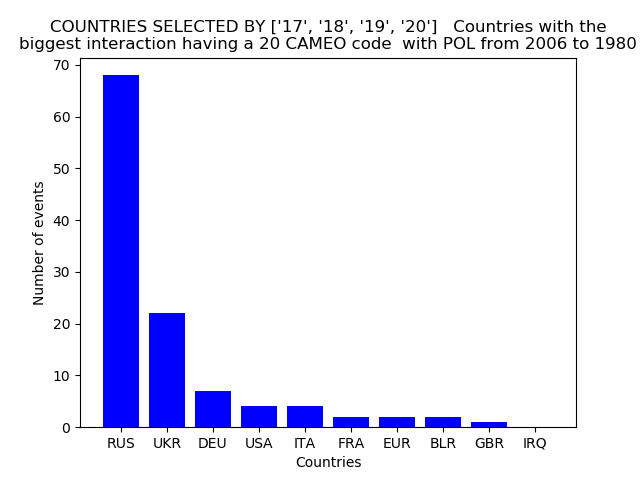 COUNTRIES SELECTED BY ['17', '18', '19', '20']   Countries with the
biggest interaction having a 20 CAMEO code  with POL from 2006 to 1980
70
60
50
40
30
20
10
0
Number of events
RUS UKR DEU USA ITA FRA EUR BLR GBR IRQ
Countries